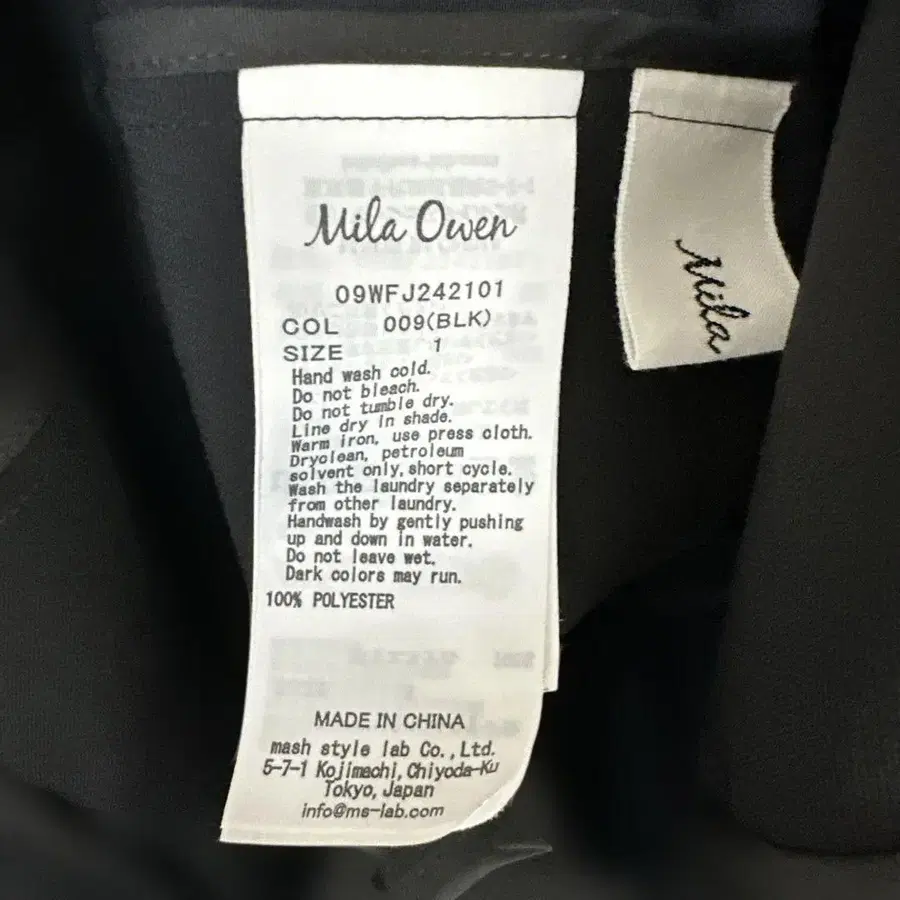 Mila Owen
09WFJ242101
COL 009(BLK)
SIZE 1
Hand wash cold.
Do not bleach.
Do not tumble dry.
Line dry in shade.
Warm iron, use press cloth.
Dryclean, petroleum
solvent only, short cycle.
Wash the laundry separately
from other laundry.
Handwash by gently pushing
up and down in water.
Do not leave wet.
Dark colors may run.
100% POLYESTER
MADE IN CHINA
mash style lab Co., Ltd.
5-7-1 Kojimachi, Chiyoda-Ku
Tokyo, Japan
info@ms-lab.com
Mila